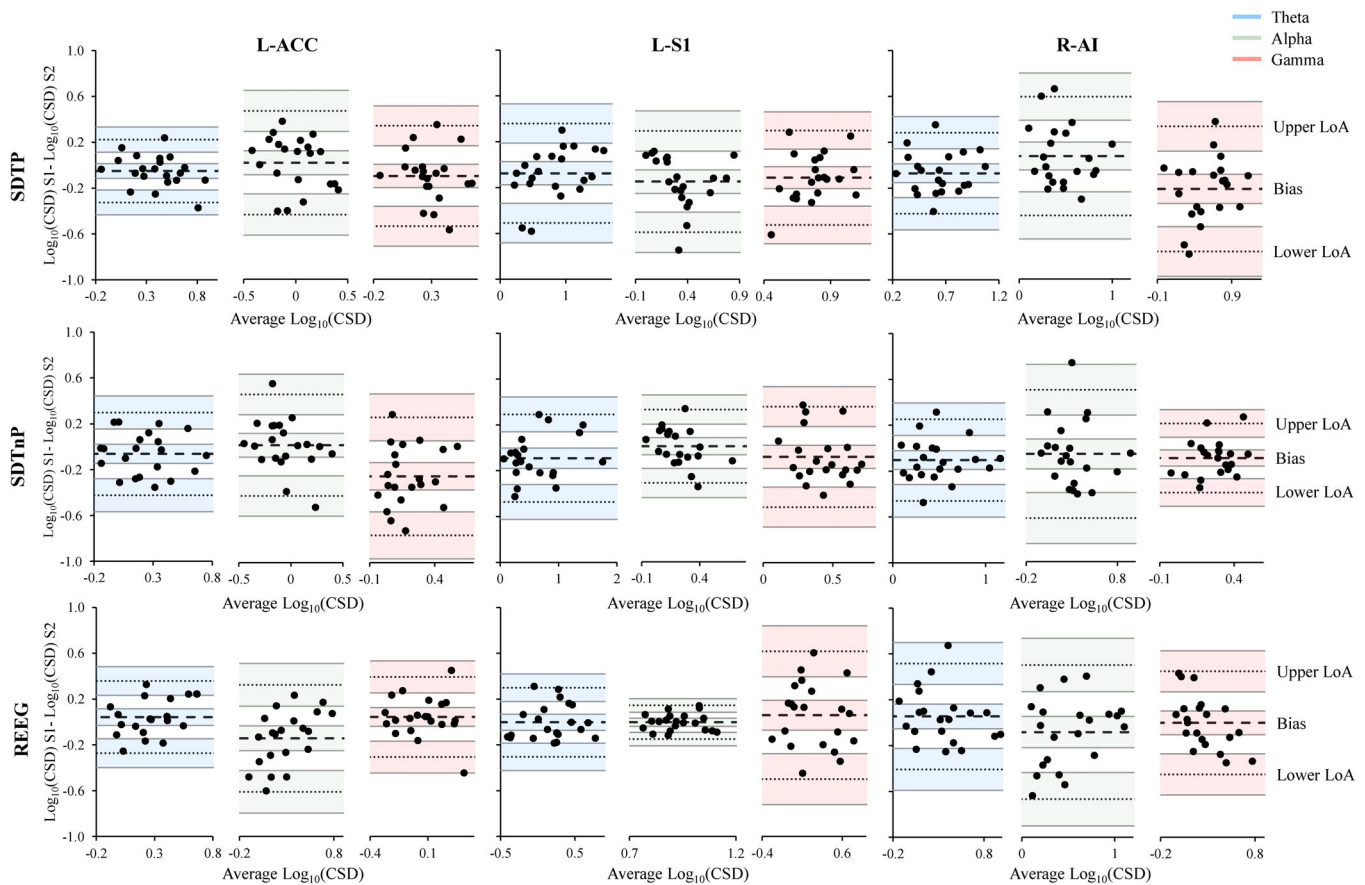 Theta
Alpha
Gamma
L-ACC
L-S1
R-AI
SDTP
Log10(CSD) S1- Log10(CSD) S2
1.0
0.6
0.2
-0.2
-0.6
-1.0
Upper LoA
Bias
Lower LoA
-0.2 0.3 0.8
-0.5 0 0.5
-0.2 0.3
0 1
-0.1 0.4 0.9
0.4 0.9
0.2 0.7 1.2
0 1
-0.1 0.9
Average Log10(CSD)
Average Log10(CSD)
Average Log10(CSD)
SDTnP
Log10(CSD) S1- Log10(CSD) S2
1.0
0.6
0.2
-0.2
-0.6
-1.0
Upper LoA
Bias
Lower LoA
-0.2 0.3 0.8
-0.5 0 0.5
-0.1 0.4
0 1 2
-0.1 0.4
0 0.5
0 1
-0.2 0.8
-0.1 0.4
Average Log10(CSD)
Average Log10(CSD)
Average Log10(CSD)
REEG
Log10(CSD) S1- Log10(CSD) S2
1.0
0.6
0.2
-0.2
-0.6
-1.0
Upper LoA
Bias
Lower LoA
-0.2 0.3 0.8
-0.2 0.8
-0.4 0.1
-0.5 0.5
0.7 1.2
-0.4 0.6
-0.2 0.8
0 1
-0.2 0.8
Average Log10(CSD)
Average Log10(CSD)
Average Log10(CSD)